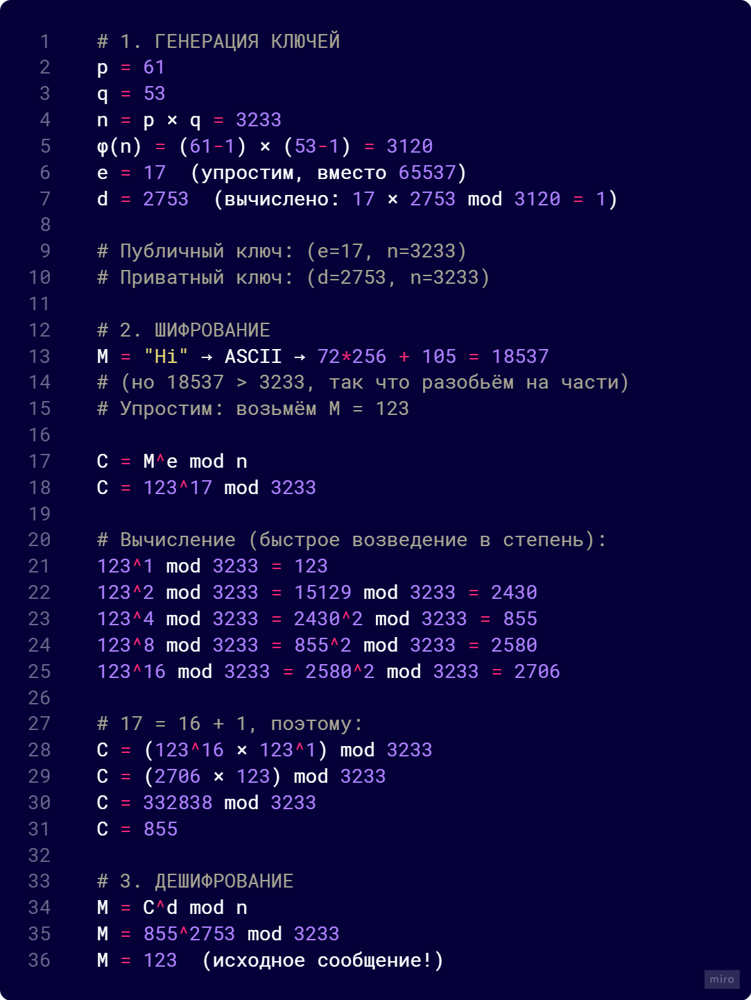 1 # 1. ГЕНЕРАЦИЯ КЛЮЧЕЙ
2 p = 61
3 q = 53
4 n = p × q = 3233
5 φ(n) = (61-1) × (53-1) = 3120
6 e = 17  (упростим, вместо 65537)
7 d = 2753  (вычислено: 17 × 2753 mod 3120 = 1)
8
9 # Публичный ключ: (e=17, n=3233)
10 # Приватный ключ: (d=2753, n=3233)
11
12 # 2. ШИФРОВАНИЕ
13 M = "Hi" → ASCII → 72*256 + 105 = 18537
14 # (но 18537 > 3233, так что разобьём на части)
15 # Упростим: возьмём M = 123
16
17 C = M^e mod n
18 C = 123^17 mod 3233
19
20 # Вычисление (быстрое возведение в степень):
21 123^1 mod 3233 = 123
22 123^2 mod 3233 = 15129 mod 3233 = 2430
23 123^4 mod 3233 = 2430^2 mod 3233 = 855
24 123^8 mod 3233 = 855^2 mod 3233 = 2580
25 123^16 mod 3233 = 2580^2 mod 3233 = 2706
26
27 # 17 = 16 + 1, поэтому:
28 C = (123^16 × 123^1) mod 3233
29 C = (2706 × 123) mod 3233
30 C = 332838 mod 3233
31 C = 855
32
33 # 3. ДЕШИФРОВАНИЕ
34 M = C^d mod n
35 M = 855^2753 mod 3233
36 M = 123  (исходное сообщение!)
miro